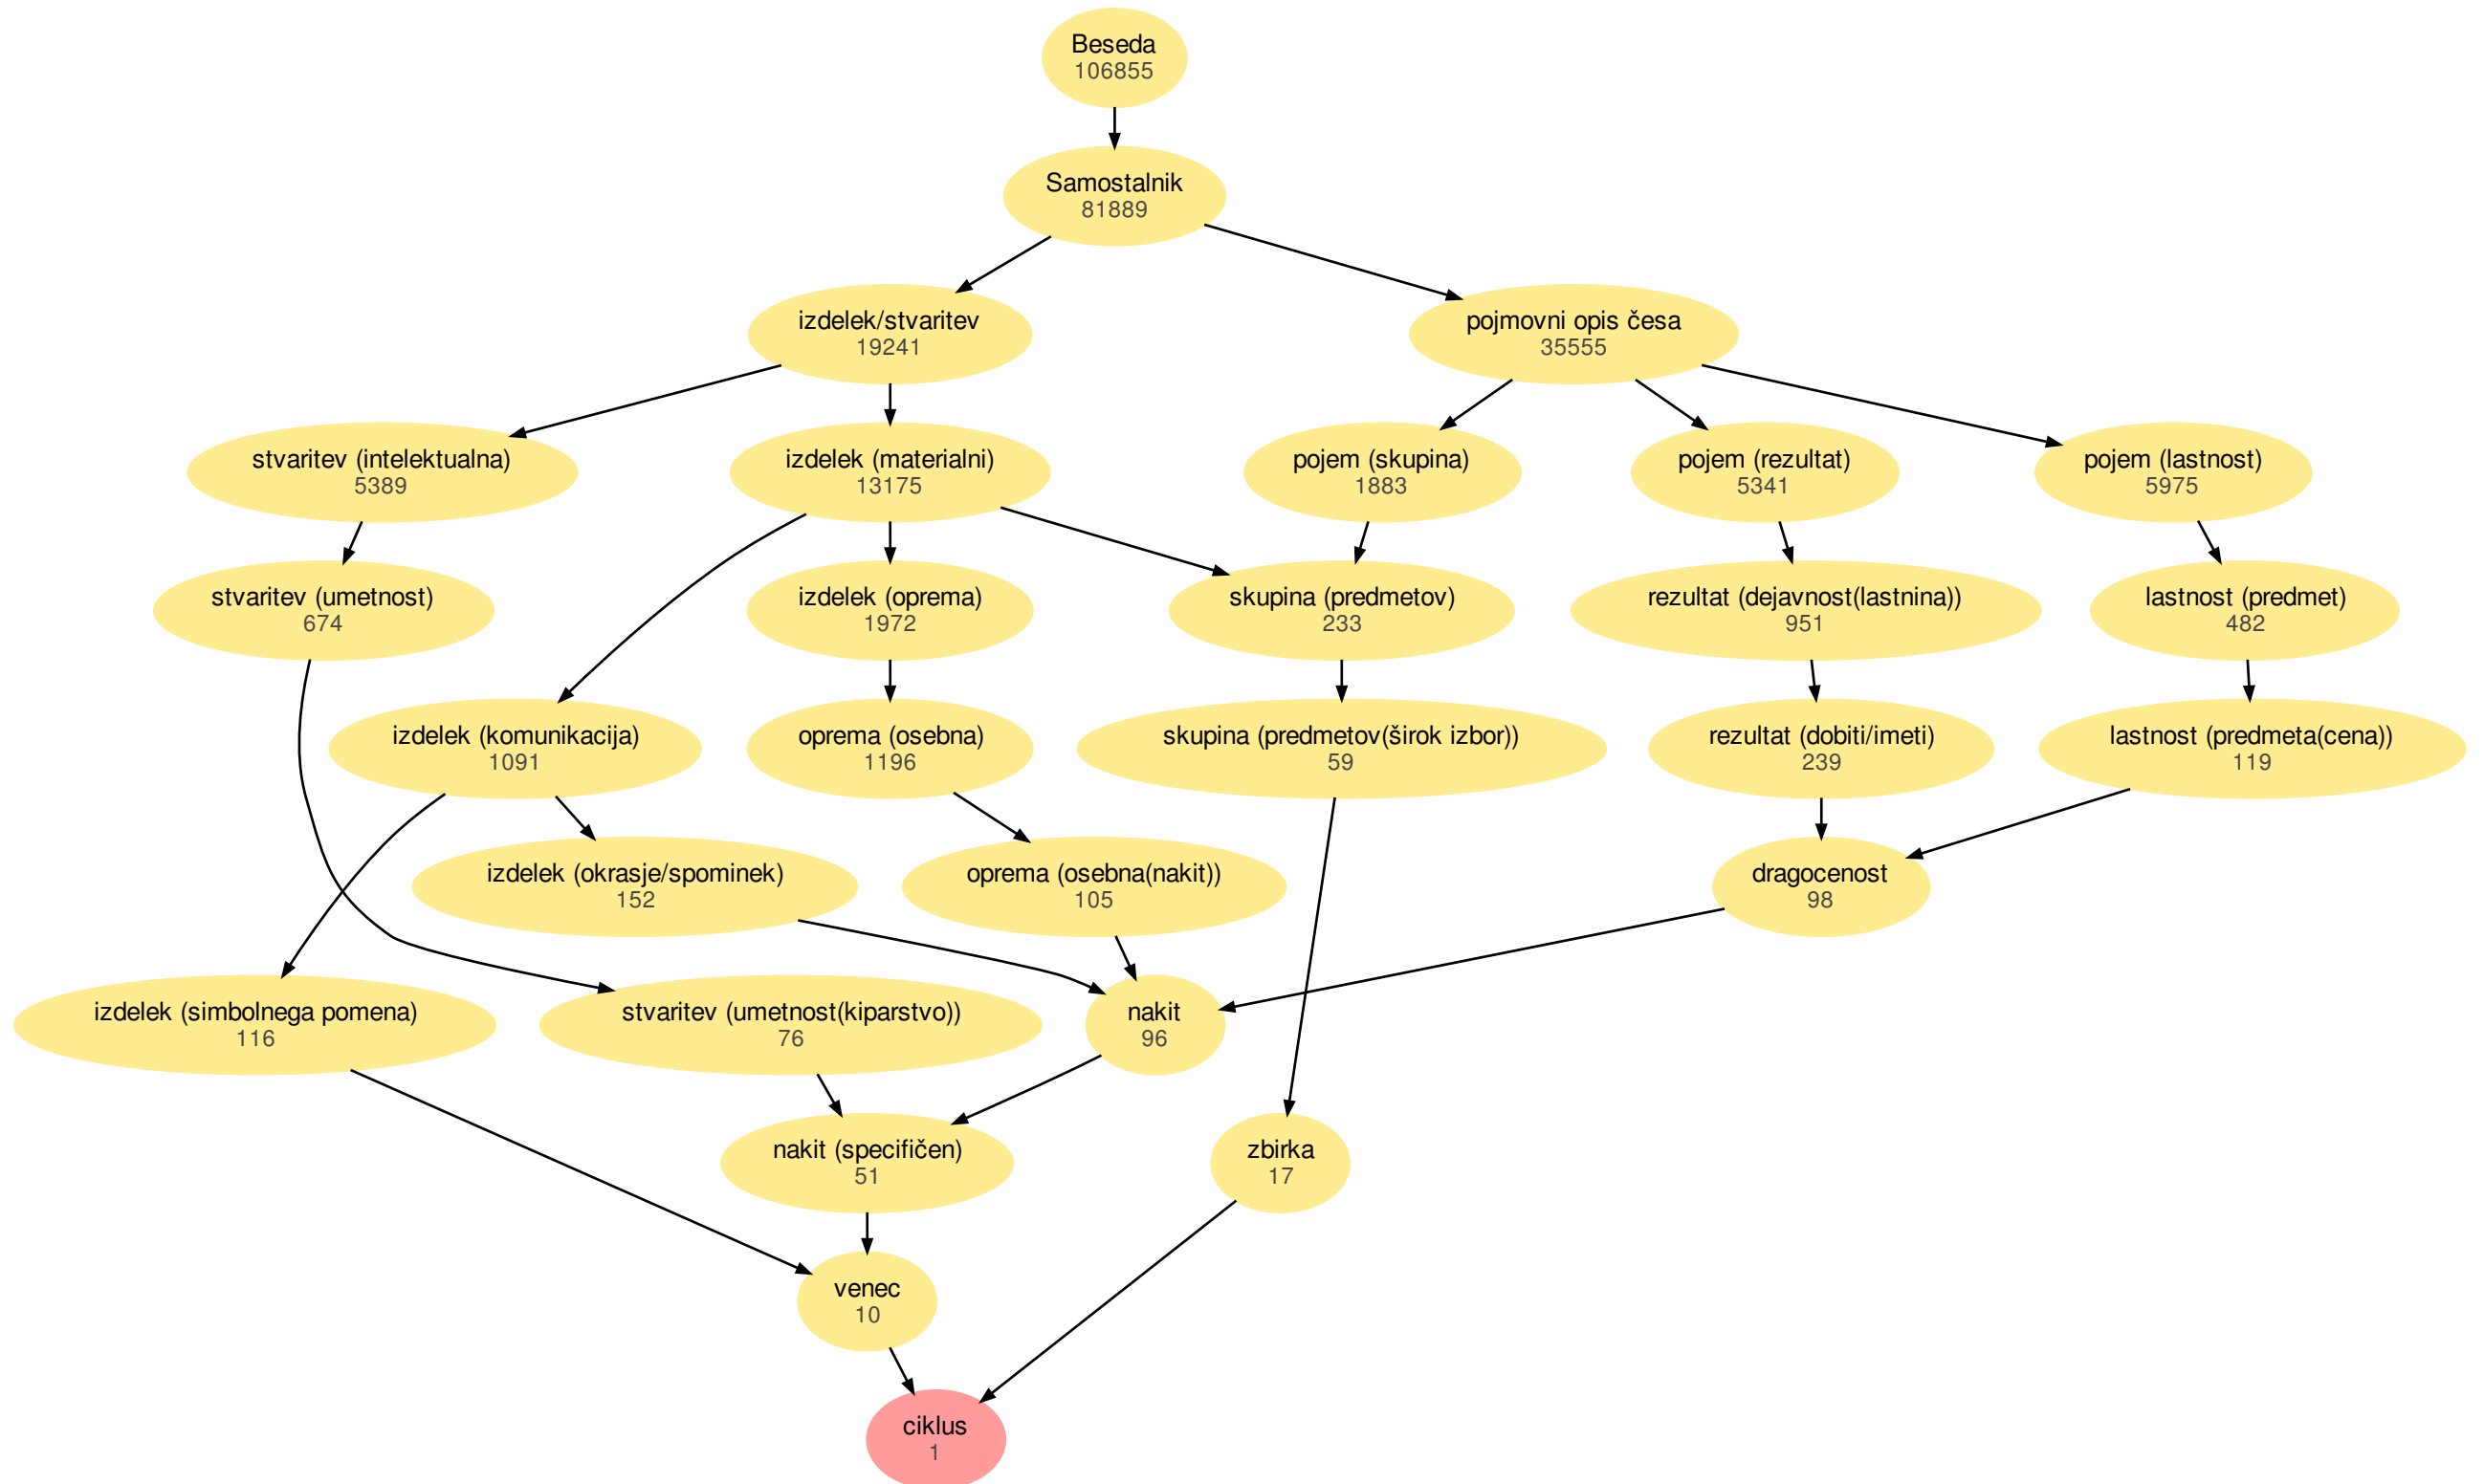 Beseda
106855
Samostalnik
81889
izdelek/stvaritev
19241
pojmovni opis česa
35555
stvaritev (intelektualna)
5389
izdelek (materialni)
13175
pojem (skupina)
1883
pojem (rezultat)
5341
pojem (lastnost)
5975
stvaritev (umetnost)
674
izdelek (oprema)
1972
skupina (predmetov)
233
rezultat (dejavnost(lastnina))
951
lastnost (predmet)
482
izdelek (komunikacija)
1091
oprema (osebna)
1196
skupina (predmetov(širok izbor))
59
rezultat (dobiti/imeti)
239
lastnost (predmeta(cena))
119
izdelek (okrasje/spominek)
152
oprema (osebna(nakit))
105
dragocenost
98
izdelek (simbolnega pomena)
116
stvaritev (umetnost(kiparstvo))
76
nakit
96
nakit (specifičen)
51
zbirka
17
venec
10
ciklus
1